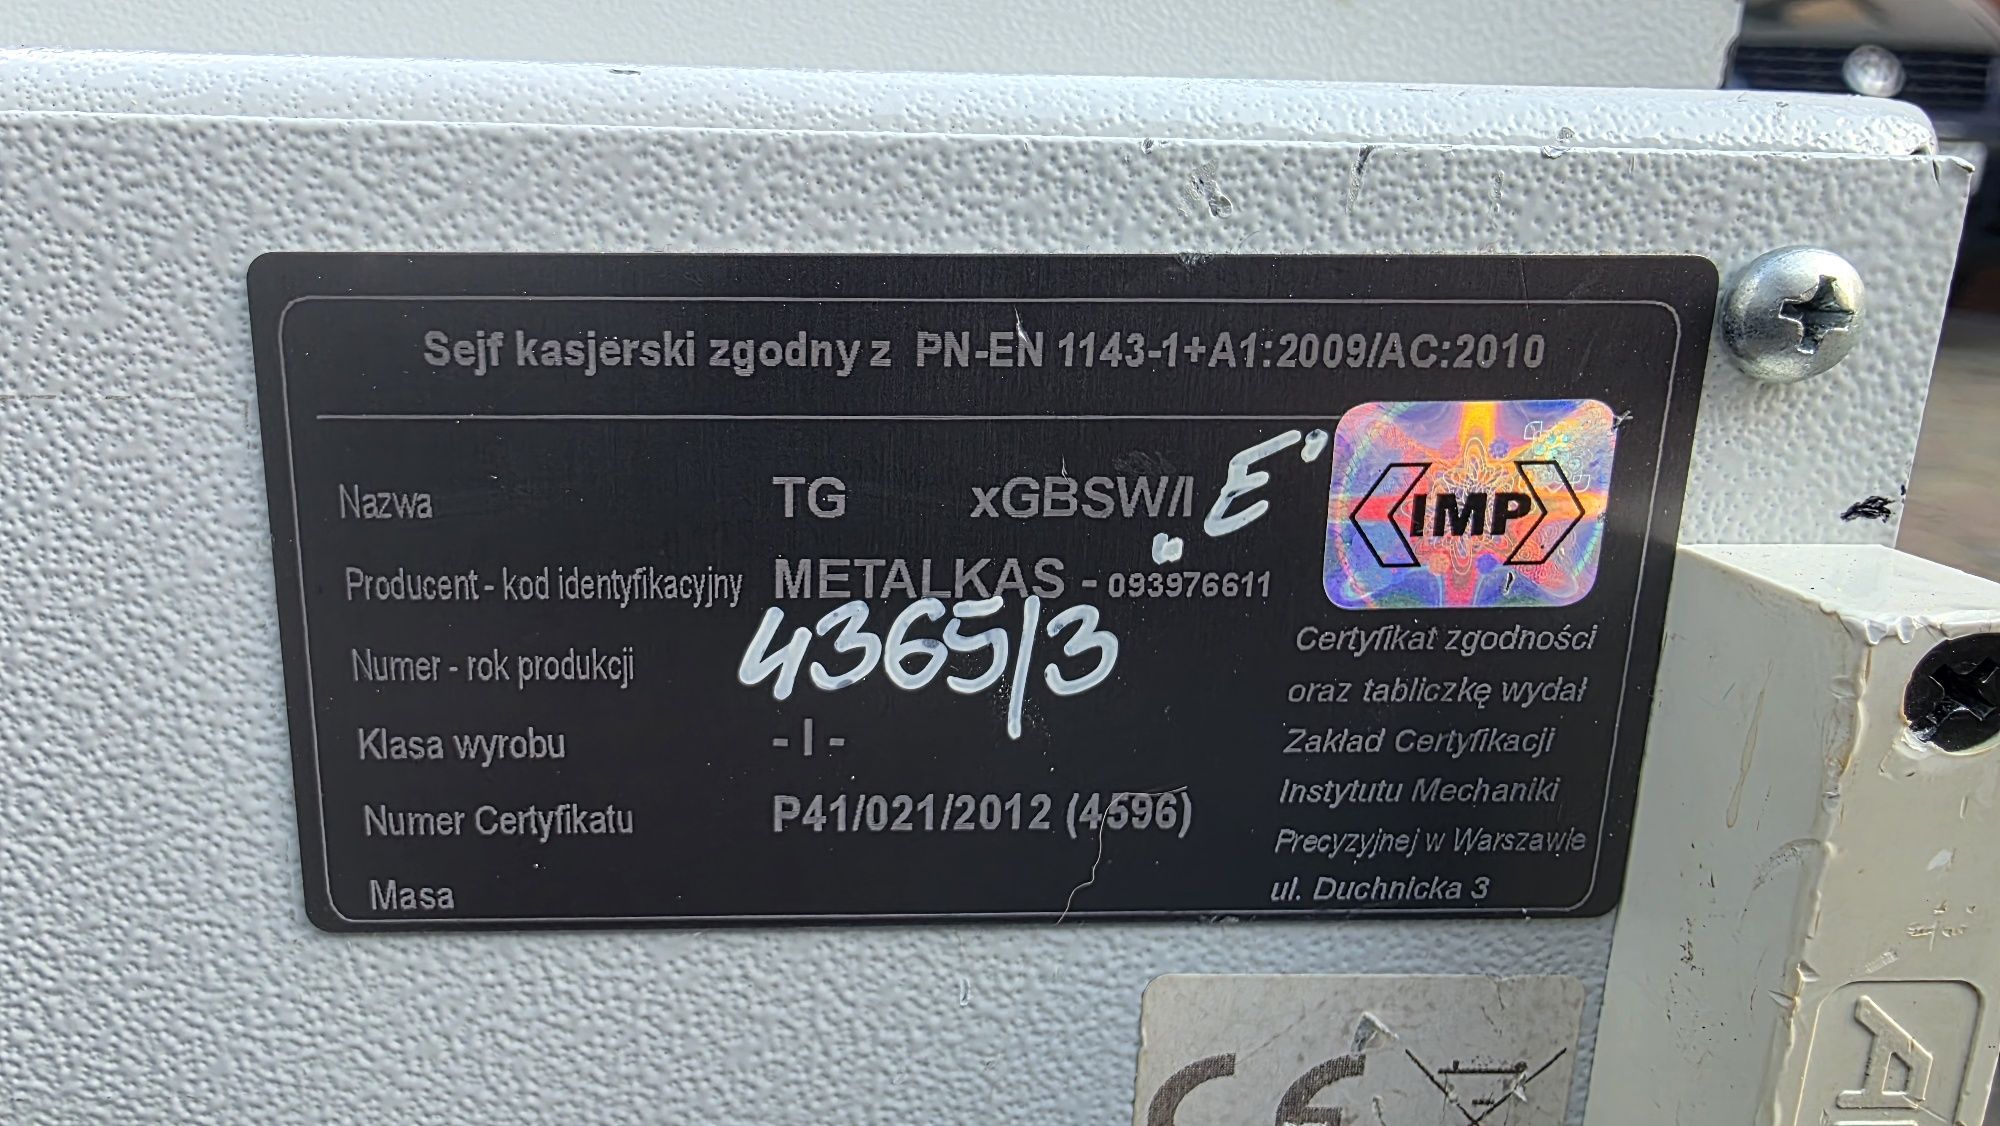 Sejf kasjerski zgodny z PN-EN 1143-1+A1:2009/AC:2010
Nazwa TG xGBSW/I E
Producent - kod identyfikacyjny METALKAS - 093976611
Numer - rok produkcji 4365/3
Klasa wyrobu - I -
Numer Certyfikatu P41/021/2012 (4596)
Masa
IMP
Certyfikat zgodności
oraz tabliczkę wydał
Zakład Certyfikacji
Instytutu Mechaniki
Precyzyjnej w Warszawie
ul. Duchnicka 3
CE